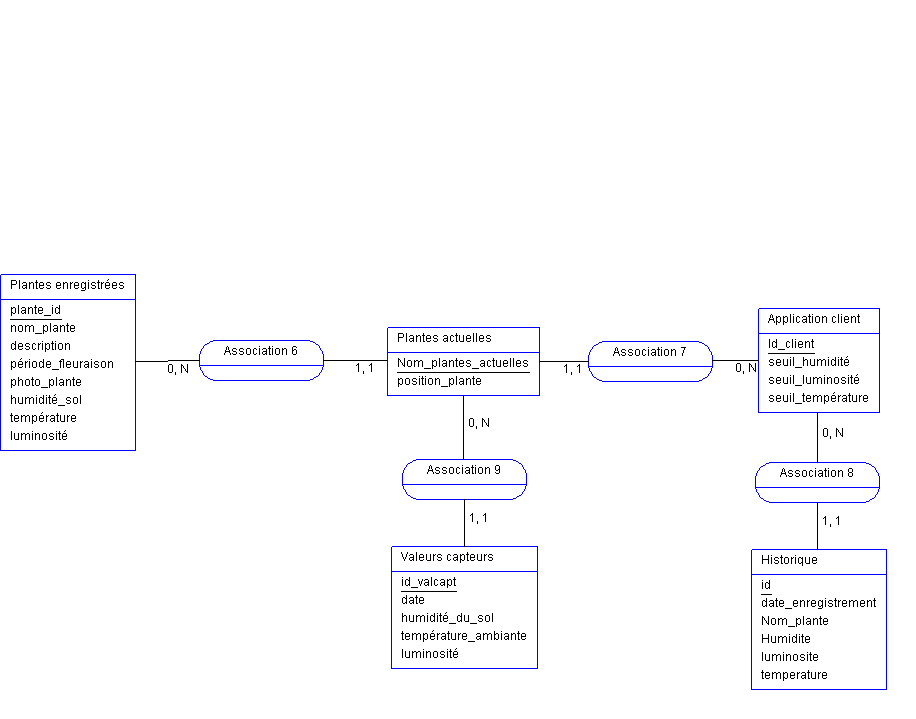 Plantes enregistrées
plante_id
nom_plante
description
période_fleuraison
photo_plante
humidité_sol
température
luminosité
0, N
Association 6
1, 1
Plantes actuelles
Nom_plantes_actuelles
position_plante
1, 1
Association 7
0, N
Application client
Id_client
seuil_humidité
seuil_luminosité
seuil_température
0, N
Association 9
1, 1
Valeurs capteurs
id_valcapt
date
humidité_du_sol
température_ambiante
luminosité
0, N
Association 8
1, 1
Historique
id
date_enregistrement
Nom_plante
Humidite
luminosite
temperature